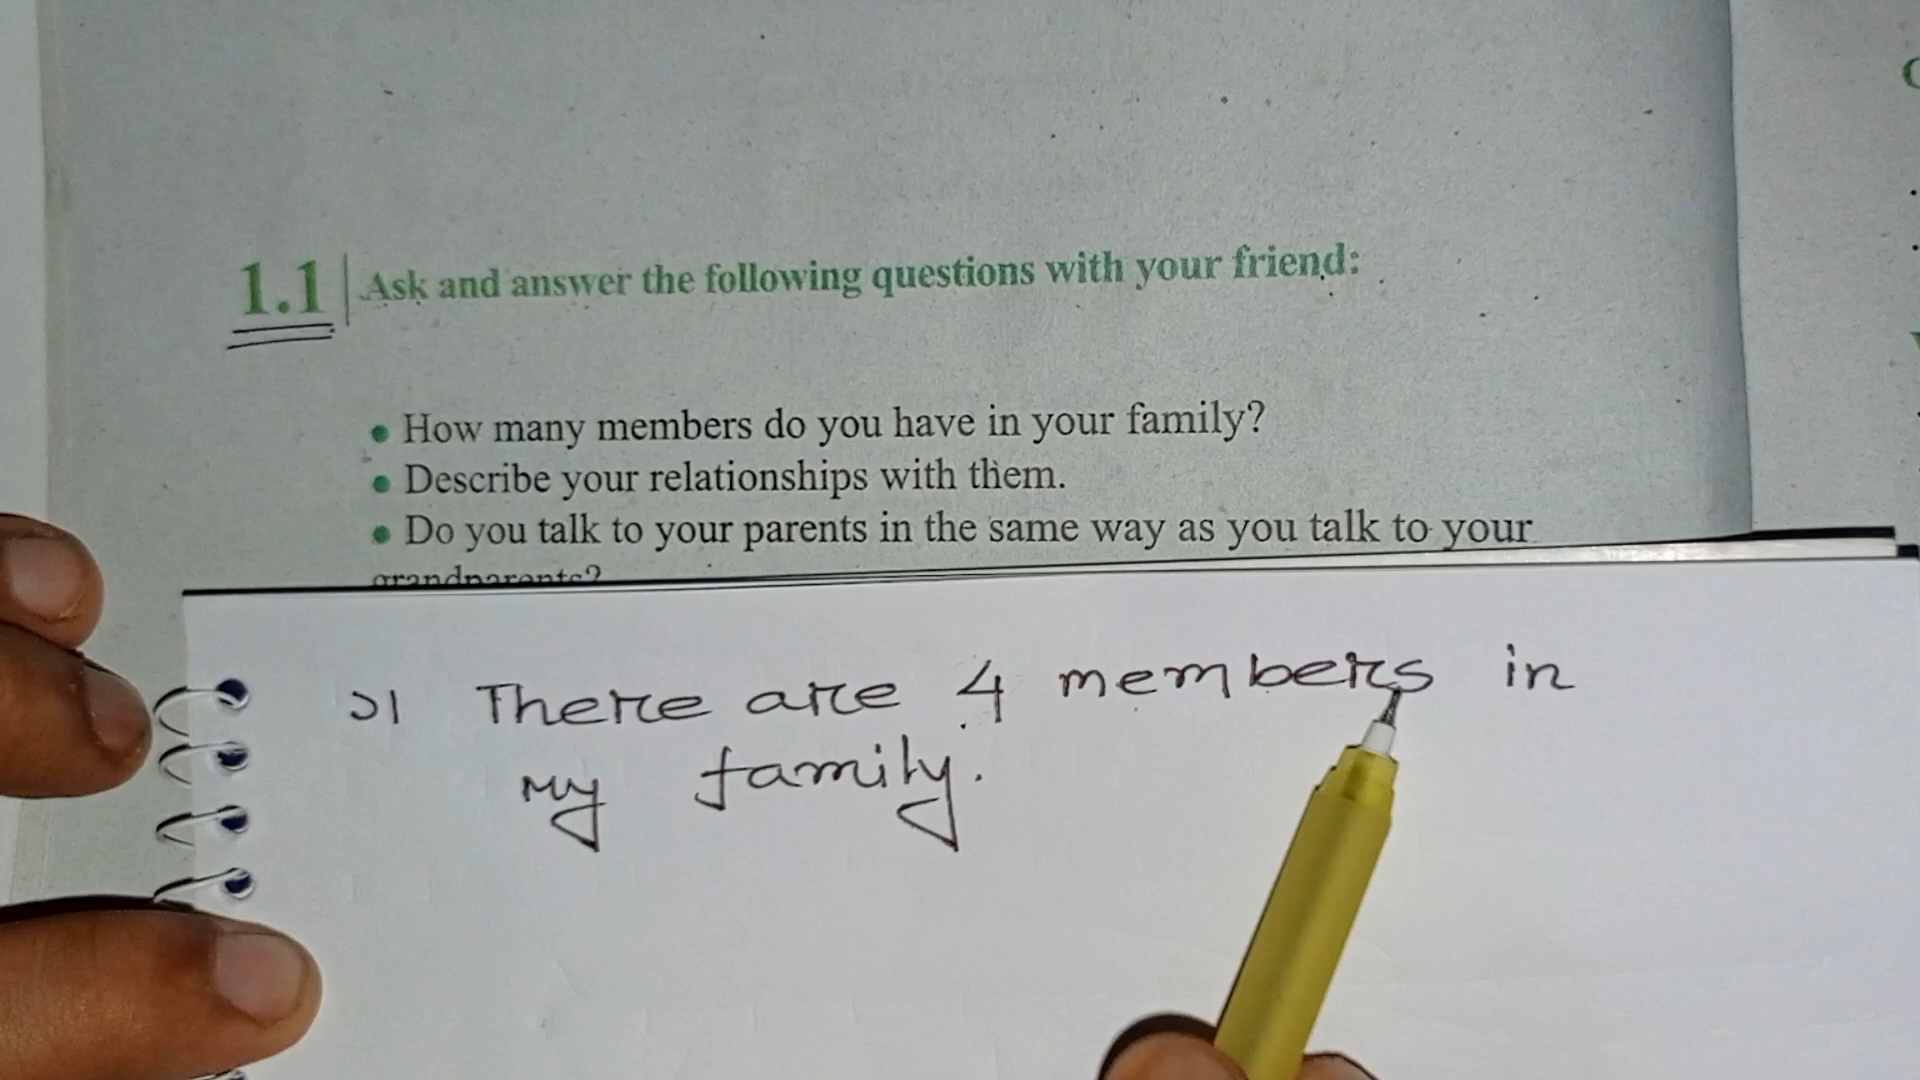 1.1 Ask and answer the following questions with your friend:
• How many members do you have in your family?
• Describe your relationships with them.
• Do you talk to your parents in the same way as you talk to your
grandparents?
১। There are 4 members in
my family.